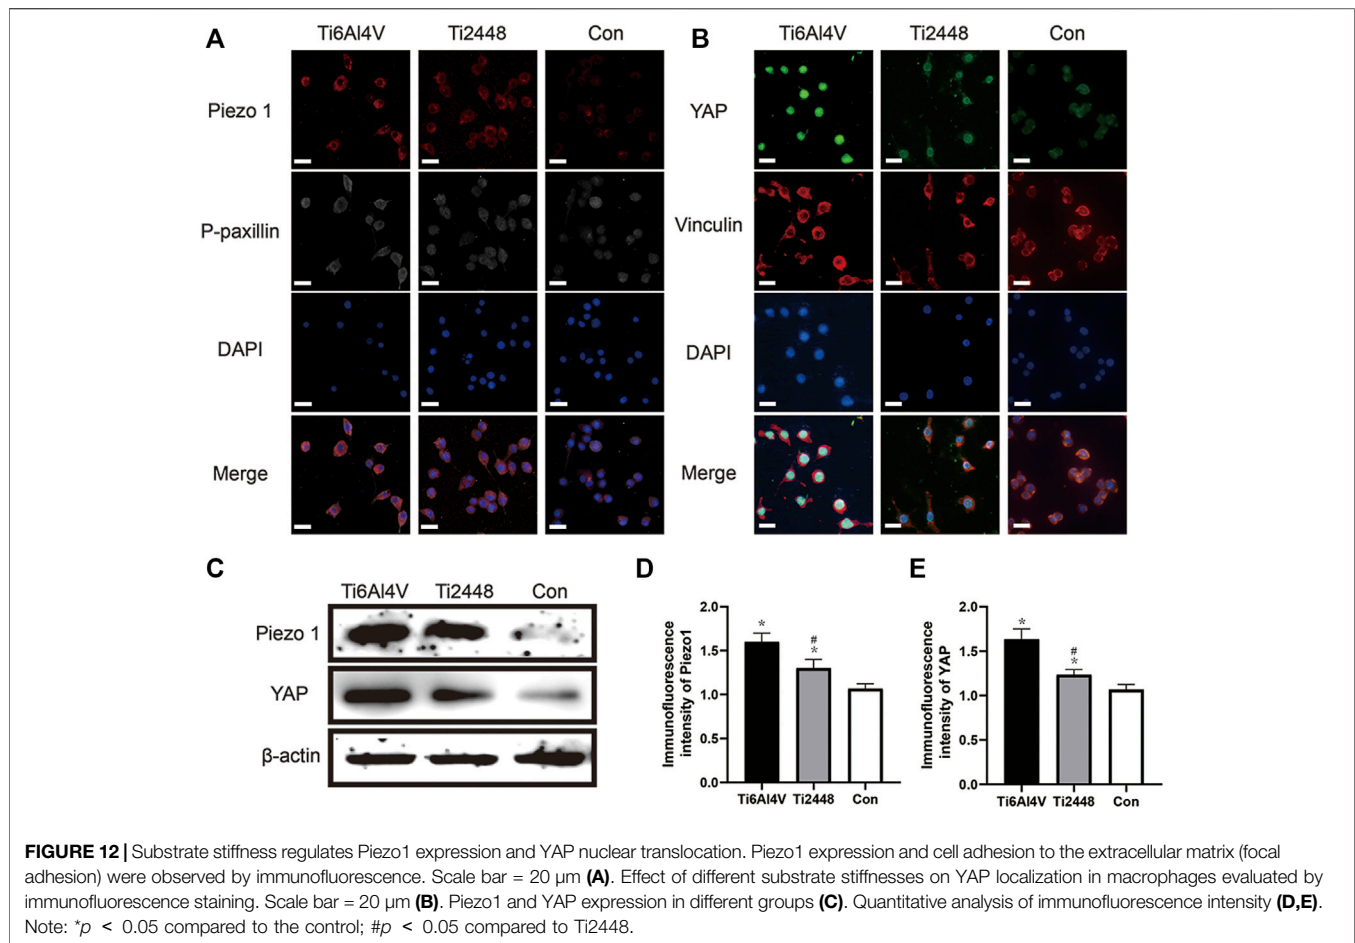 A
Ti6Al4V Ti2448 Con
Piezo 1
P-paxillin
DAPI
Merge
B
Ti6Al4V Ti2448 Con
YAP
Vinculin
DAPI
Merge
C
Ti6Al4V Ti2448 Con
Piezo 1
YAP
β-actin
D
Immunofluorescence
intensity of Piezo1
2.0
1.5
1.0
0.5
0.0
*
#
*
Ti6Al4V Ti2448 Con
E
Immunofluorescence
intensity of YAP
2.0
1.5
1.0
0.5
0.0
*
#
*
Ti6Al4V Ti2448 Con
FIGURE 12 | Substrate stiffness regulates Piezo1 expression and YAP nuclear translocation. Piezo1 expression and cell adhesion to the extracellular matrix (focal
adhesion) were observed by immunofluorescence. Scale bar = 20 μm (A). Effect of different substrate stiffnesses on YAP localization in macrophages evaluated by
immunofluorescence staining. Scale bar = 20 μm (B). Piezo1 and YAP expression in different groups (C). Quantitative analysis of immunofluorescence intensity (D,E).
Note: *p < 0.05 compared to the control; #p < 0.05 compared to Ti2448.